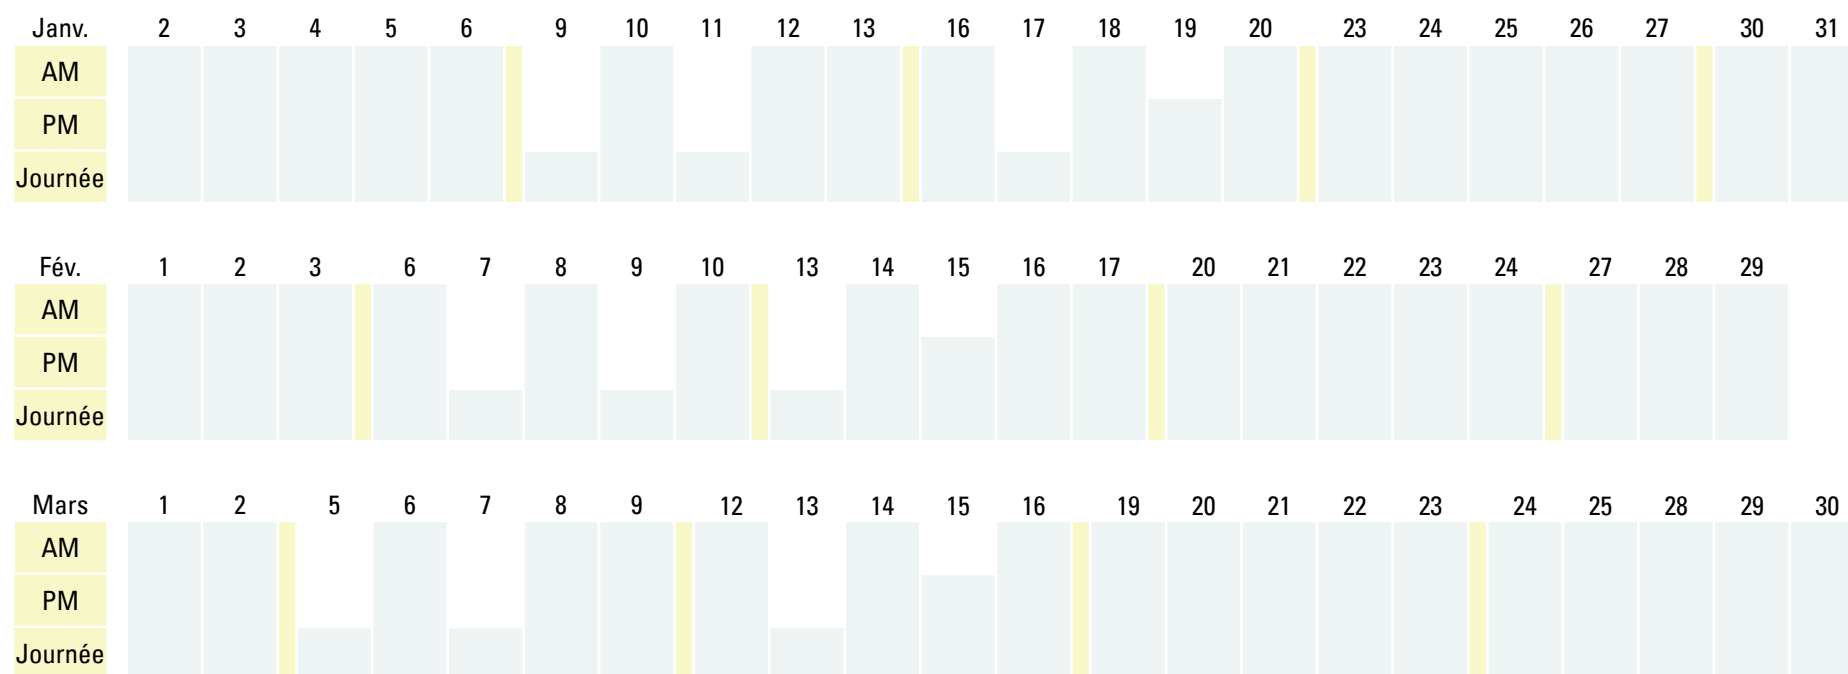 Janv. 2 3 4 5 6 9 10 11 12 13 16 17 18 19 20 23 24 25 26 27 30 31
AM
PM
Journée
Fév. 1 2 3 6 7 8 9 10 13 14 15 16 17 20 21 22 23 24 27 28 29
AM
PM
Journée
Mars 1 2 5 6 7 8 9 12 13 14 15 16 19 20 21 22 23 24 25 28 29 30
AM
PM
Journée